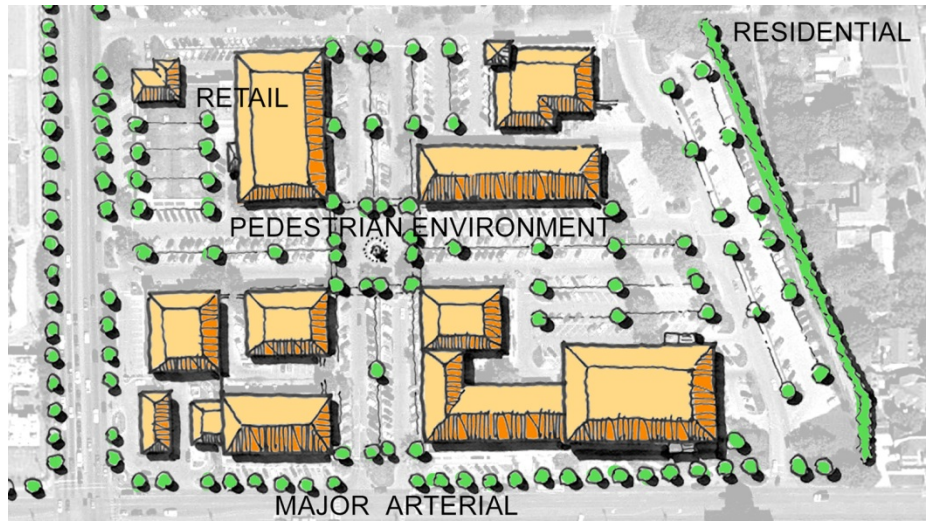 RESIDENTIAL
RETAIL
PEDESTRIAN ENVIRONMENT
MAJOR ARTERIAL